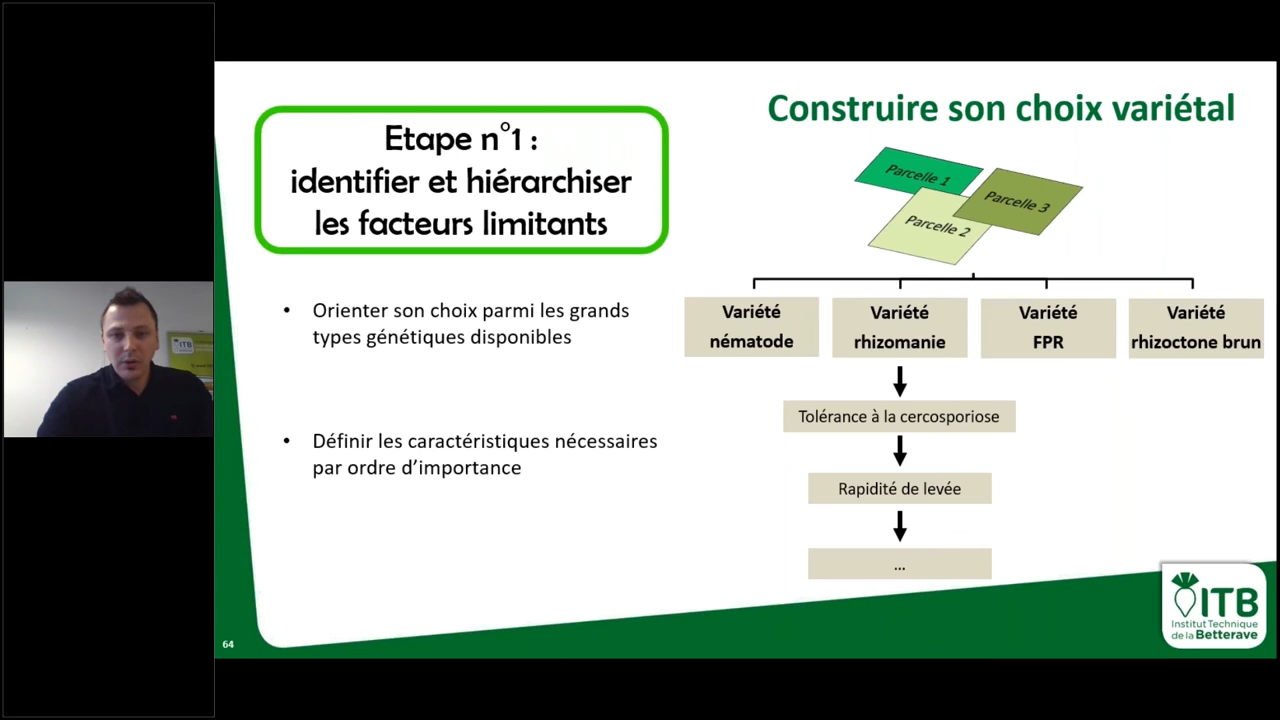 Construire son choix variétal
Etape n°1 :
identifier et hiérarchiser
les facteurs limitants
• Orienter son choix parmi les grands
types génétiques disponibles
• Définir les caractéristiques nécessaires
par ordre d'importance
Parcelle 1
Parcelle 2
Parcelle 3
Variété
nématode
Variété
rhizomanie
Variété
FPR
Variété
rhizoctone brun
Tolérance à la cercosporiose
Rapidité de levée
...
64
ITB
Institut Technique
de la Betterave
ITB